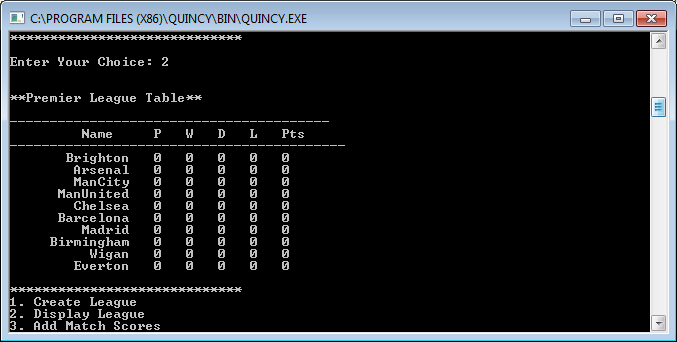 C:\PROGRAM FILES (X86)\QUINCY\BIN\QUINCY.EXE
*****************************
Enter Your Choice: 2
**Premier League Table**
________________________________________
Name P W D L Pts
__________________________________________
Brighton 0 0 0 0 0
Arsenal 0 0 0 0 0
ManCity 0 0 0 0 0
ManUnited 0 0 0 0 0
Chelsea 0 0 0 0 0
Barcelona 0 0 0 0 0
Madrid 0 0 0 0 0
Birmingham 0 0 0 0 0
Wigan 0 0 0 0 0
Everton 0 0 0 0 0
*****************************
1. Create League
2. Display League
3. Add Match Scores